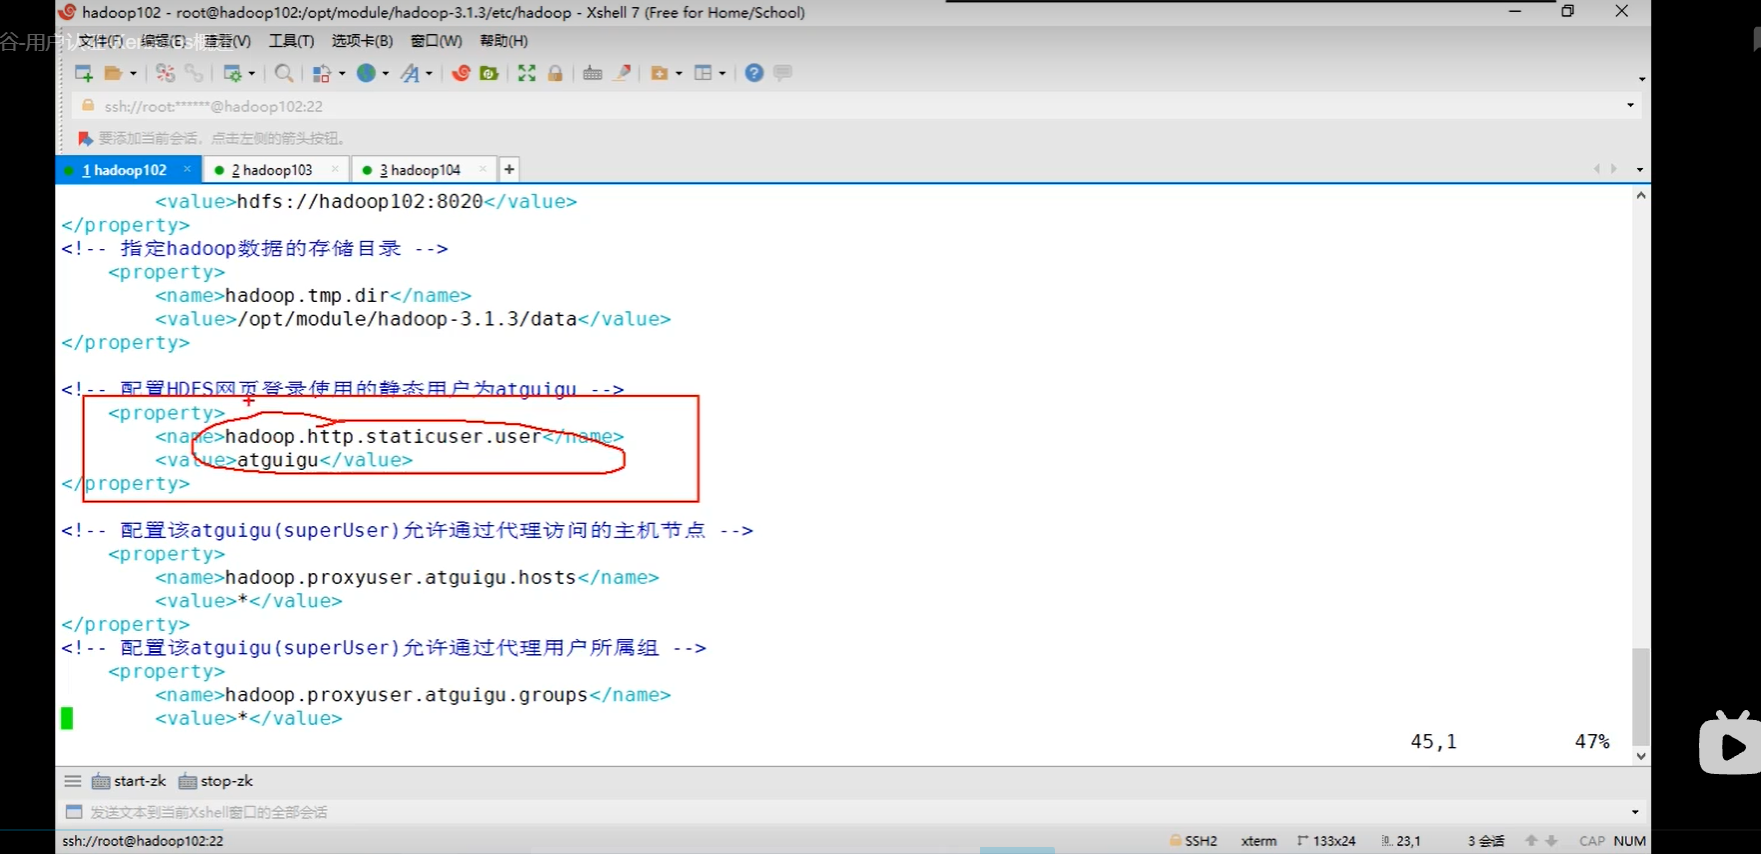 hadoop102 - root@hadoop102:/opt/module/hadoop-3.1.3/etc/hadoop - Xshell 7 (Free for Home/School)
谷-用户
文件(F) 编辑(E) 查看(V) 工具(T) 选项卡(B) 窗口(W) 帮助(H)
ssh://root:******@hadoop102:22
要添加当前会话，点击左侧的箭头按钮。
1 hadoop102 × 2 hadoop103 × 3 hadoop104 × +
<value>hdfs://hadoop102:8020</value>
</property>
<!-- 指定hadoop数据的存储目录 -->
<property>
<name>hadoop.tmp.dir</name>
<value>/opt/module/hadoop-3.1.3/data</value>
</property>
<!-- 配置HDFS网页登录使用的静态用户为atguigu -->
<property>
<name>hadoop.http.staticuser.user</name>
<value>atguigu</value>
</property>
<!-- 配置该atguigu(superUser)允许通过代理访问的主机节点 -->
<property>
<name>hadoop.proxyuser.atguigu.hosts</name>
<value>*</value>
</property>
<!-- 配置该atguigu(superUser)允许通过代理用户所属组 -->
<property>
<name>hadoop.proxyuser.atguigu.groups</name>
<value>*</value>
45,1 47%
start-zk stop-zk
发送文本到当前Xshell窗口的全部会话
ssh://root@hadoop102:22 SSH2 xterm 133x24 23,1 3 会话 CAP NUM